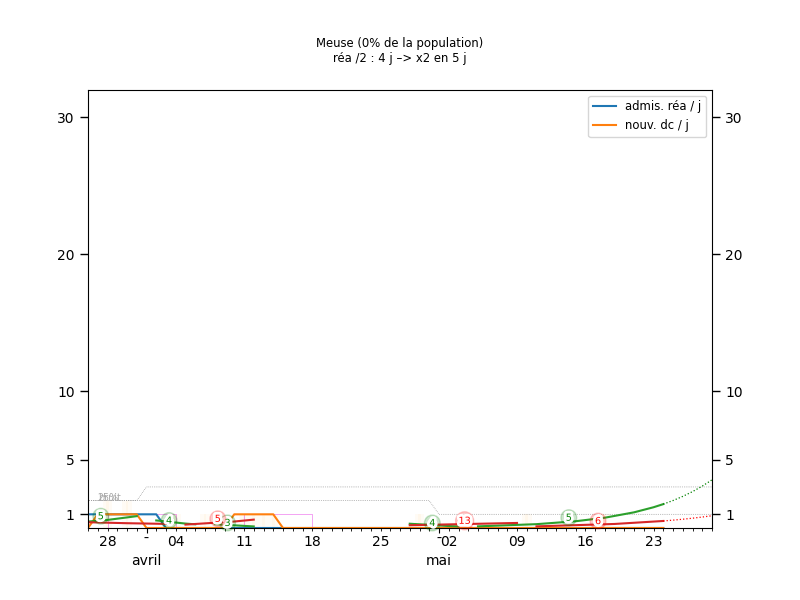 Meuse (0% de la population)
réa /2 : 4 j –> x2 en 5 j
admis. réa / j
nouv. dc / j
30 30
20 20
10 10
5 5
1 1
5 4 5 3 4 13 5 6
28 - 04 11 18 25 - 02 09 16 23
avril mai